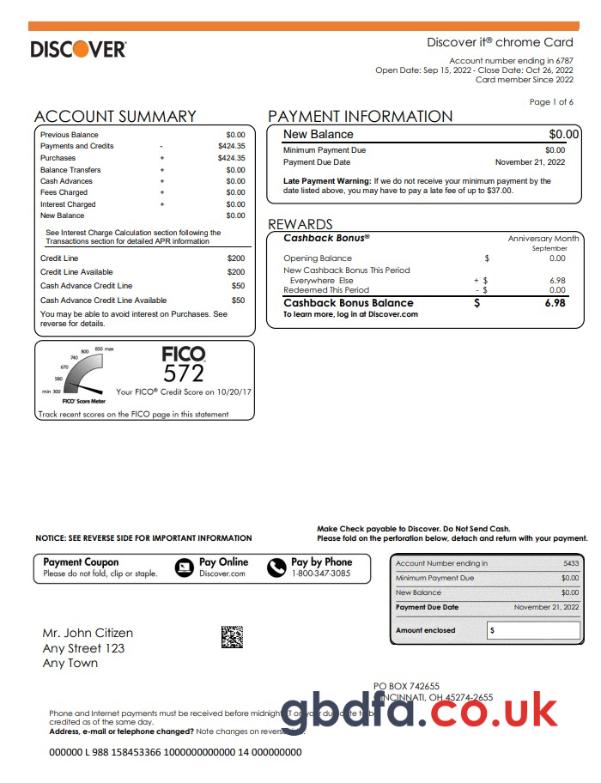 DISCOVER
Discover it® chrome Card
Account number ending in 6787
Open Date: Sep 15, 2022 - Close Date: Oct 26, 2022
Card member Since 2022
Page 1 of 6
ACCOUNT SUMMARY
Previous Balance $0.00
Payments and Credits - $424.35
Purchases + $424.35
Balance Transfers + $0.00
Cash Advances + $0.00
Fees Charged + $0.00
Interest Charged + $0.00
New Balance $0.00
See Interest Charge Calculation section following the
Transactions section for detailed APR information
Credit Line $200
Credit Line Available $200
Cash Advance Credit Line $50
Cash Advance Credit Line Available $50
You may be able to avoid interest on Purchases. See
reverse for details.
PAYMENT INFORMATION
New Balance $0.00
Minimum Payment Due $0.00
Payment Due Date November 21, 2022
Late Payment Warning: If we do not receive your minimum payment by the
date listed above, you may have to pay a late fee of up to $37.00.
REWARDS
Cashback Bonus® Anniversary Month
September
Opening Balance $ 0.00
New Cashback Bonus This Period
Everywhere Else + $ 6.98
Redeemed This Period - $ 0.00
Cashback Bonus Balance $ 6.98
To learn more, log in at Discover.com
min 300
580
670
740
800
850 max
FICO® Score Meter
FICO
572
Your FICO® Credit Score on 10/20/17
Track recent scores on the FICO page in this statement
NOTICE: SEE REVERSE SIDE FOR IMPORTANT INFORMATION
Make Check payable to Discover. Do Not Send Cash.
Please fold on the perforation below, detach and return with your payment.
Payment Coupon
Please do not fold, clip or staple.
Pay Online
Discover.com
Pay by Phone
1-800-347-3085
Account Number ending in 5433
Minimum Payment Due $0.00
New Balance $0.00
Payment Due Date November 21, 2022
Amount enclosed $
Mr. John Citizen
Any Street 123
Any Town
PO BOX 742655
CINCINNATI, OH 45274-2655
gbdfa.co.uk
Phone and Internet payments must be received before midnight
credited as of the same day.
Address, e-mail or telephone changed? Note changes on reverse
000000 L 988 158453366 1000000000000 14 000000000